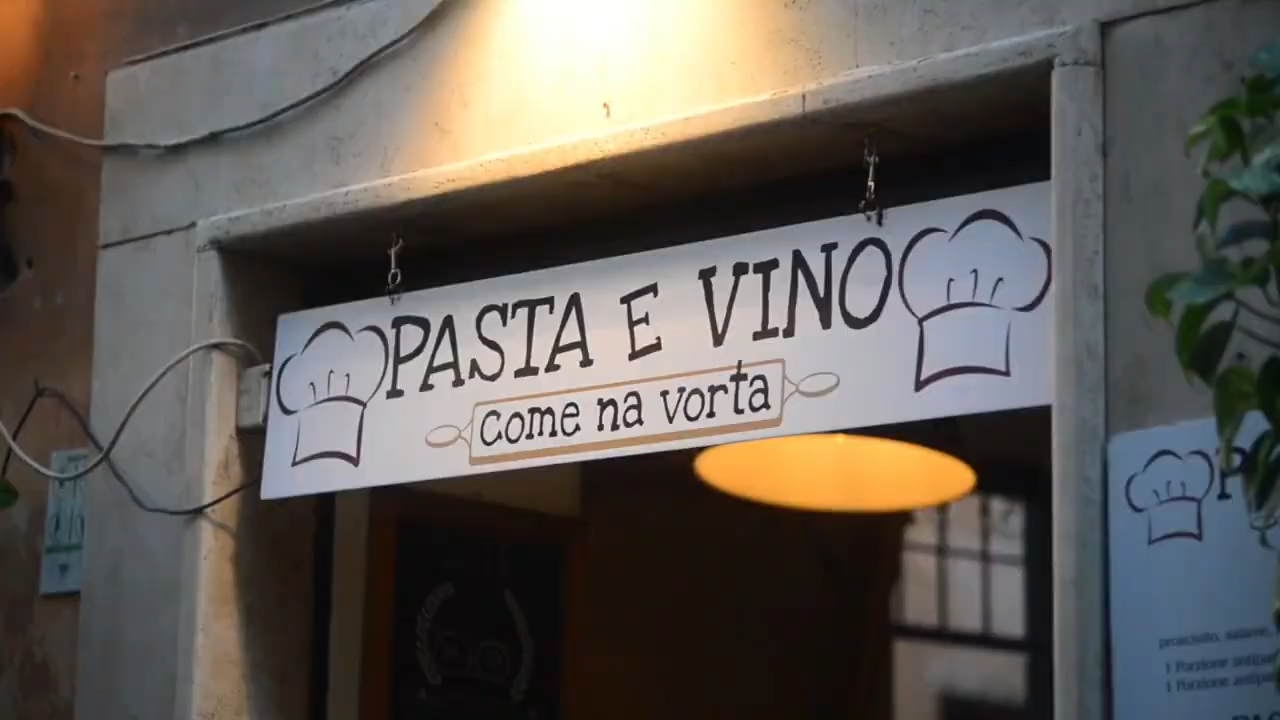 PASTA E VINO
come na vorta
P
prosciutto, salame,
1 Porzione antipa
1 Porzione antipa